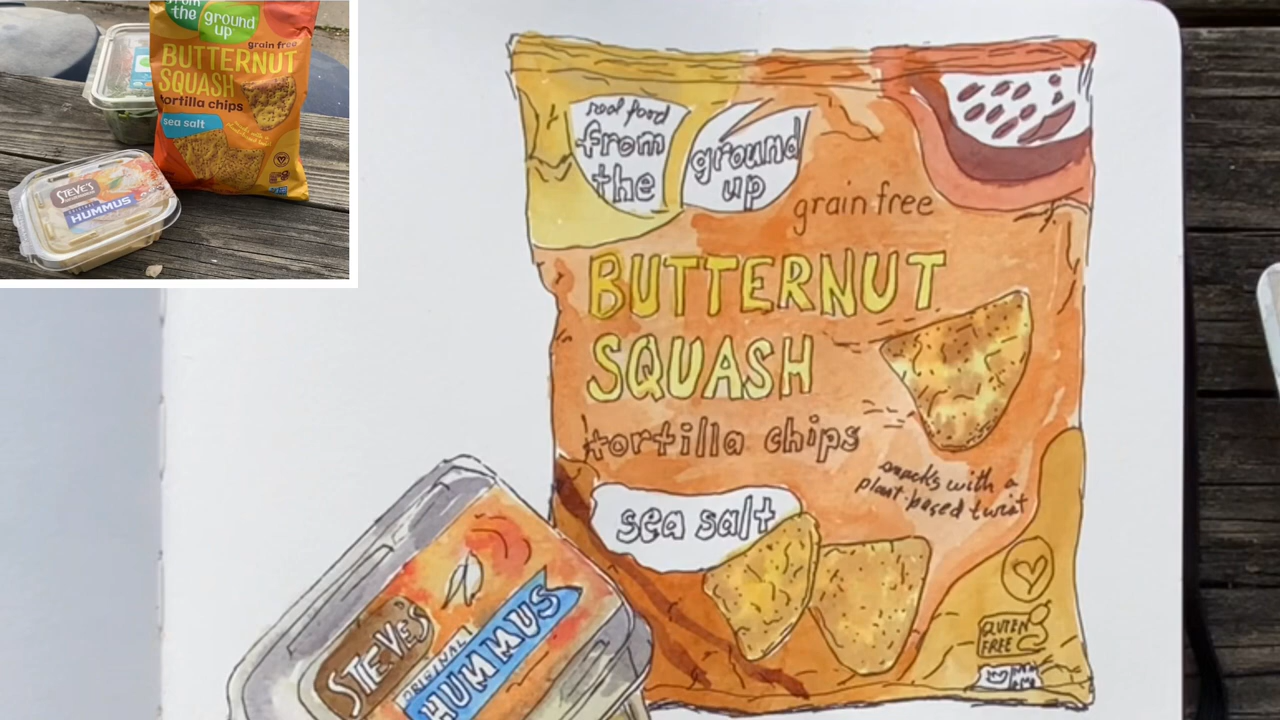 from
the
ground
up
grain free
BUTTERNUT
SQUASH
tortilla chips
sea salt
STEVE'S
HUMMUS
real food
from
the
ground
up
grain free
BUTTERNUT
SQUASH
tortilla chips
snacks with a
plant-based twist
sea salt
GLUTEN
FREE
STEVE'S
ORIGINAL
HUMMUS